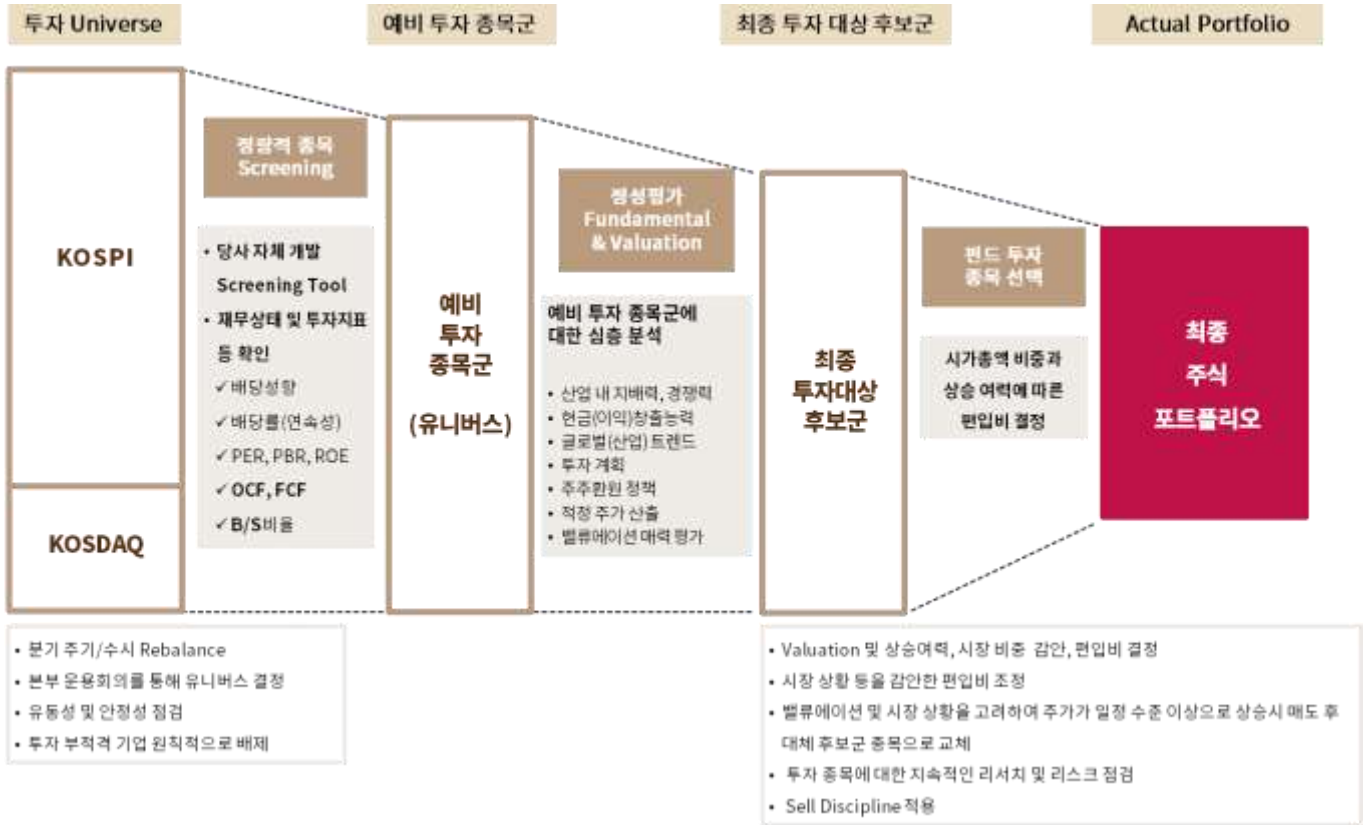 투자 Universe
예비 투자 종목군
최종 투자 대상 후보군
Actual Portfolio
KOSPI
KOSDAQ
정량적 종목
Screening
• 당사 자체 개발
Screening Tool
• 재무상태 및 투자지표
등 확인
✓배당성향
✓배당률(연속성)
✓PER, PBR, ROE
✓OCF, FCF
✓B/S비율
예비
투자
종목군
(유니버스)
정성평가
Fundamental
& Valuation
예비 투자 종목군에
대한 심층 분석
• 산업 내 지배력, 경쟁력
• 현금(이익)창출능력
• 글로벌(산업) 트렌드
• 투자 계획
• 주주환원 정책
• 적정 주가 산출
• 밸류에이션 매력 평가
최종
투자대상
후보군
펀드 투자
종목 선택
시가총액 비중과
상승 여력에 따른
편입비 결정
최종
주식
포트폴리오
• 분기 주기/수시 Rebalance
• 본부 운용회의를 통해 유니버스 결정
• 유동성 및 안정성 점검
• 투자 부적격 기업 원칙적으로 배제
• Valuation 및 상승여력, 시장 비중 감안, 편입비 결정
• 시장 상황 등을 감안한 편입비 조정
• 밸류에이션 및 시장 상황을 고려하여 주가가 일정 수준 이상으로 상승시 매도 후
대체 후보군 종목으로 교체
• 투자 종목에 대한 지속적인 리서치 및 리스크 점검
• Sell Discipline 적용